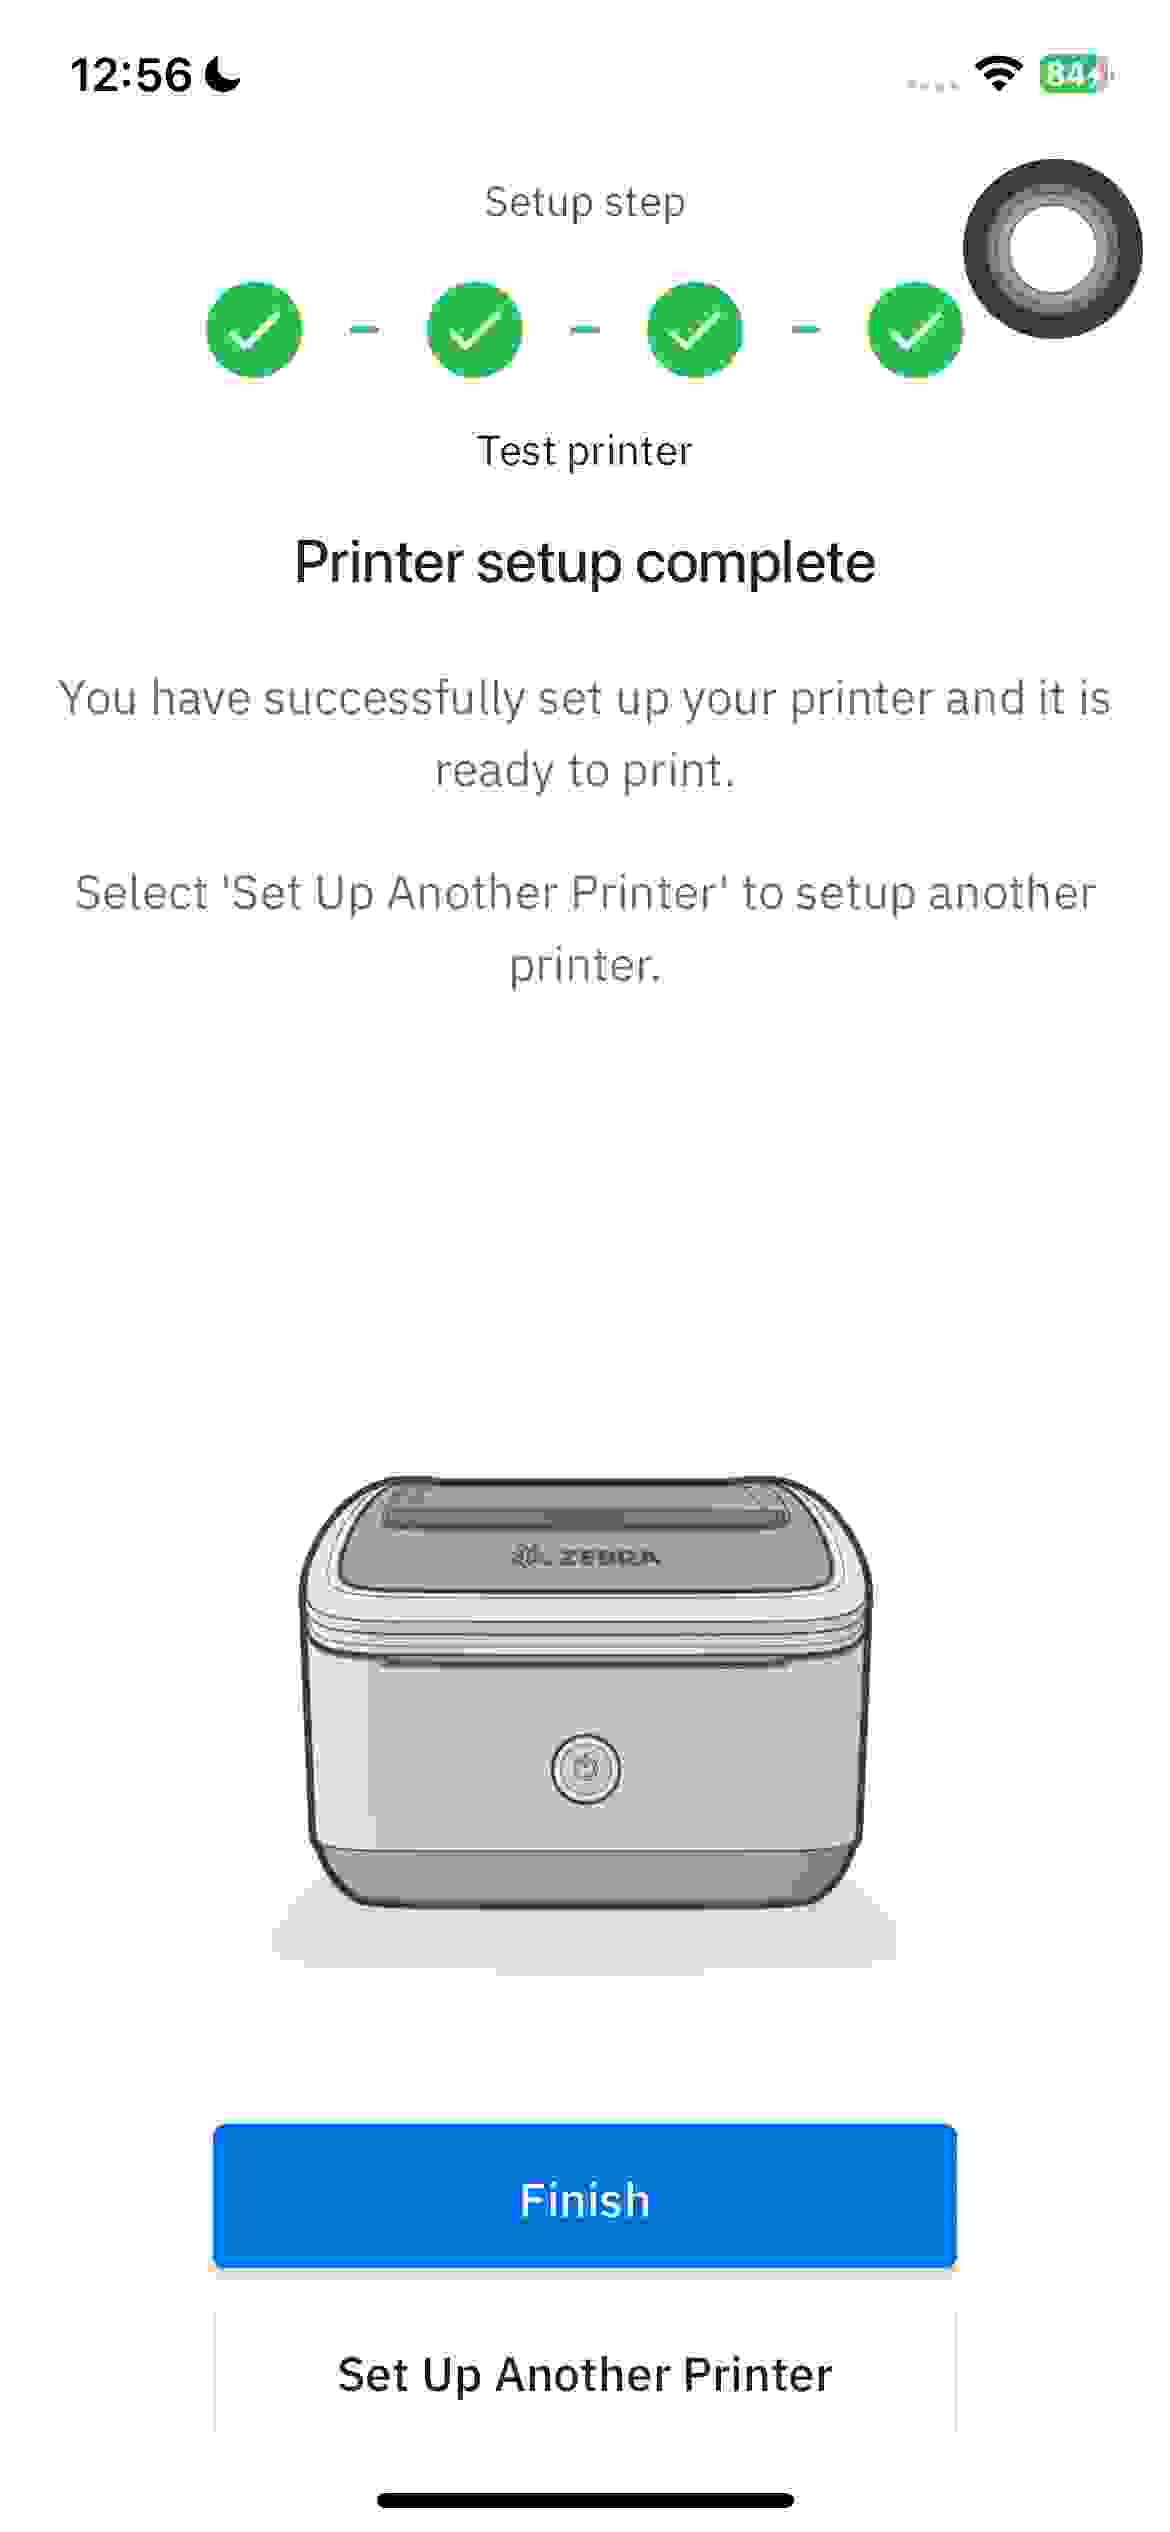 12:56
84
Setup step
Test printer
Printer setup complete
You have successfully set up your printer and it is
ready to print.
Select 'Set Up Another Printer' to setup another
printer.
ZEBRA
Finish
Set Up Another Printer